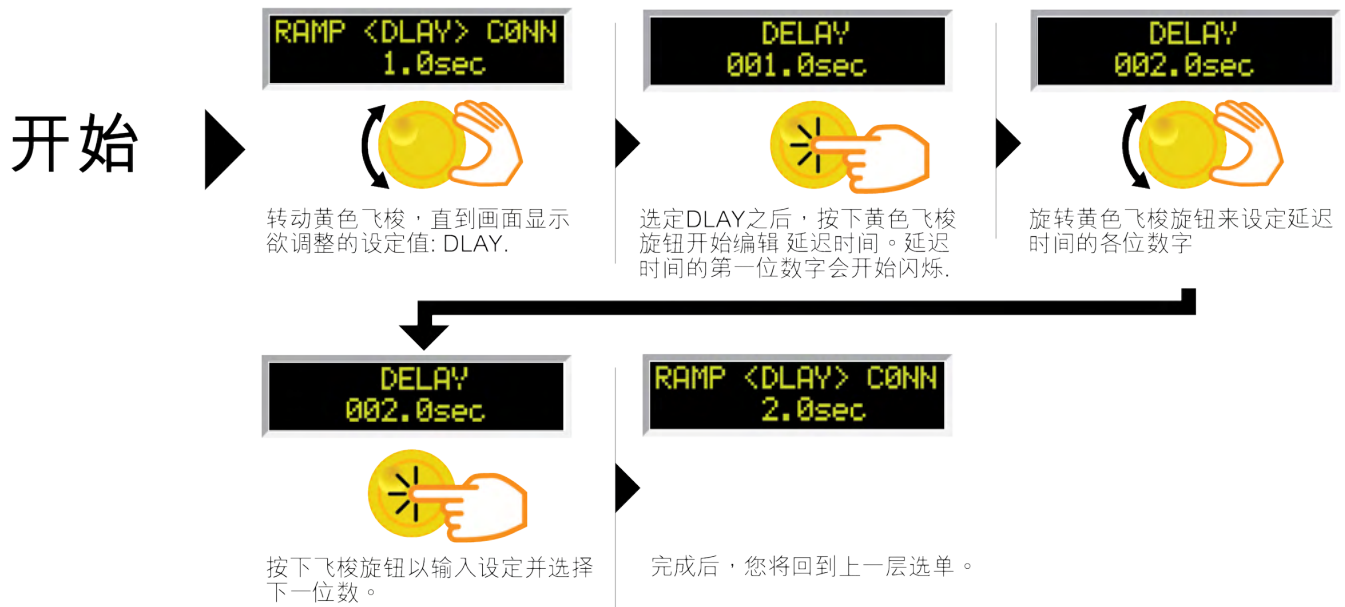 开始
RAMP <DLAY> C0NN
1.0sec
转动黄色飞梭，直到画面显示
欲调整的设定值: DLAY.
DELAY
001.0sec
选定DLAY之后，按下黄色飞梭
旋钮开始编辑 延迟时间。延迟
时间的第一位数字会开始闪烁.
DELAY
002.0sec
旋转黄色飞梭旋钮来设定延迟
时间的各位数字
DELAY
002.0sec
按下飞梭旋钮以输入设定并选择
下一位数。
RAMP <DLAY> C0NN
2.0sec
完成后，您将回到上一层选单。